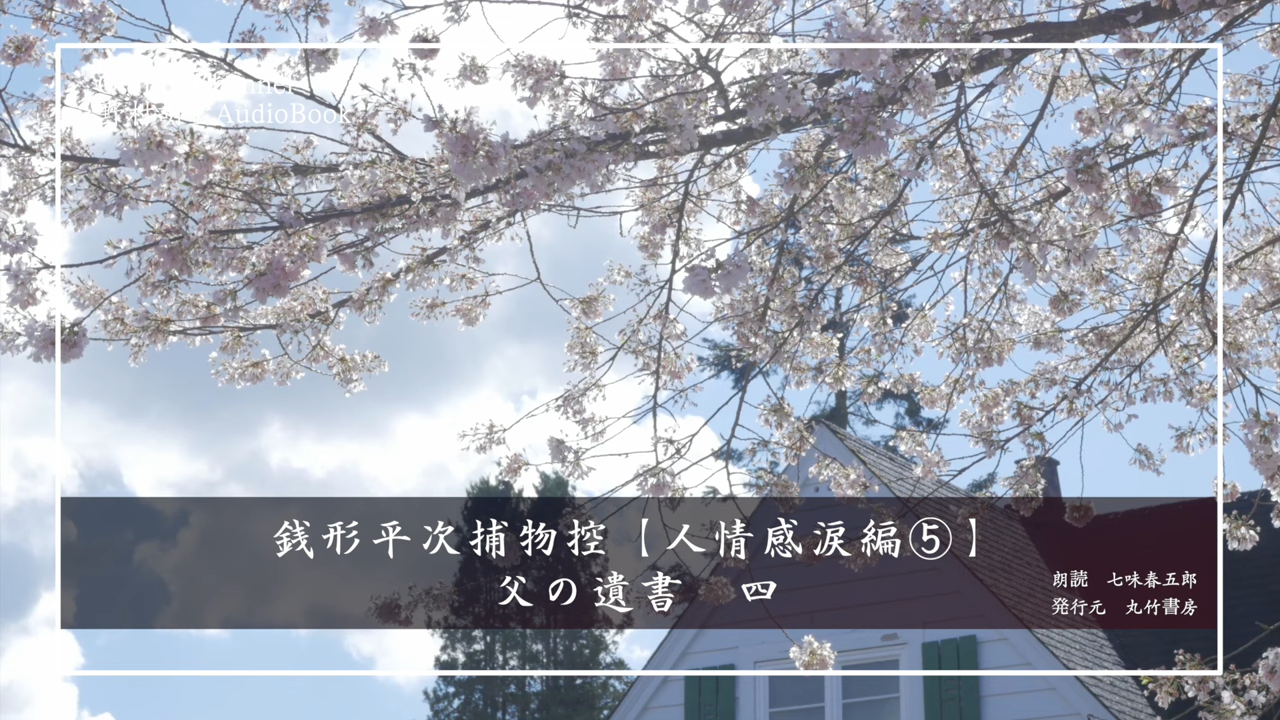 AudioBook
銭形平次捕物控【人情感涙編⑤】
父の遺書　四
朗読　七味春五郎
発行元　丸竹書房